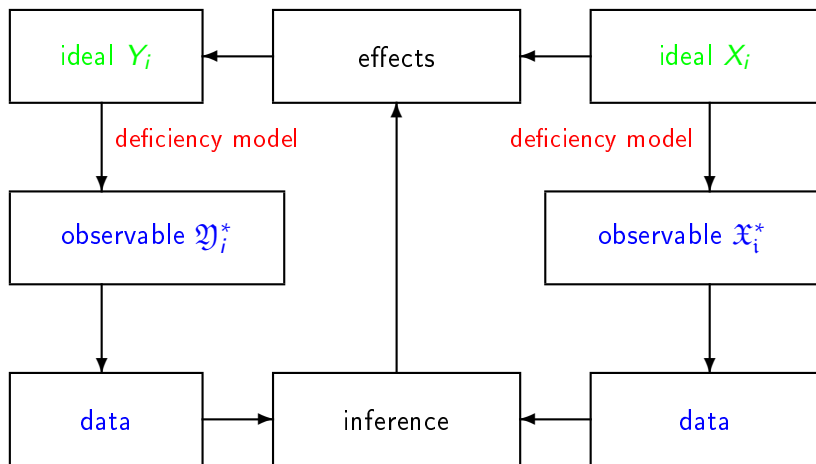 ideal Yᵢ effects ideal Xᵢ
deficiency model deficiency model
observable 𝔜ᵢ* observable 𝔛ᵢ*
data inference data